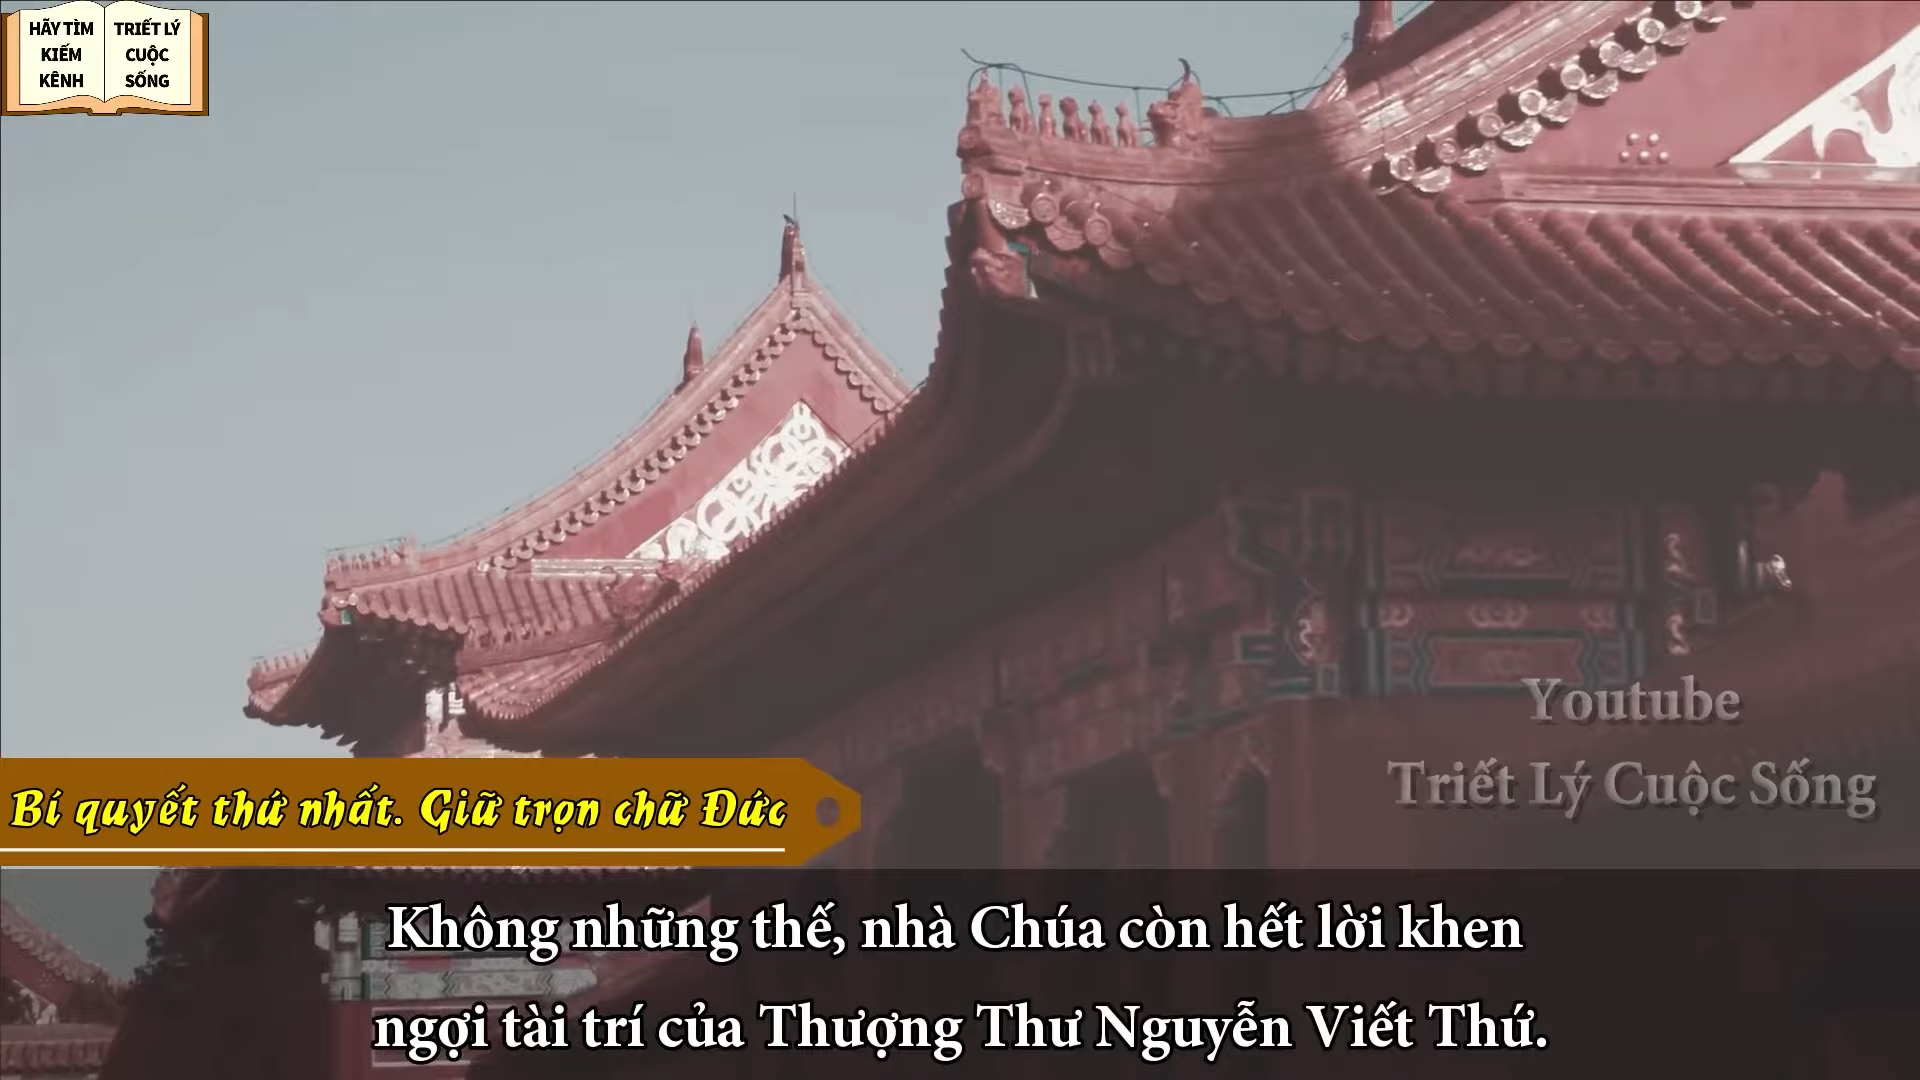 HÃY TÌM
KIẾM
KÊNH
TRIẾT LÝ
CUỘC
SỐNG
Youtube
Triết Lý Cuộc Sống
Bí quyết thứ nhất. Giữ trọn chữ Đức
Không những thế, nhà Chúa còn hết lời khen
ngợi tài trí của Thượng Thư Nguyễn Viết Thứ.